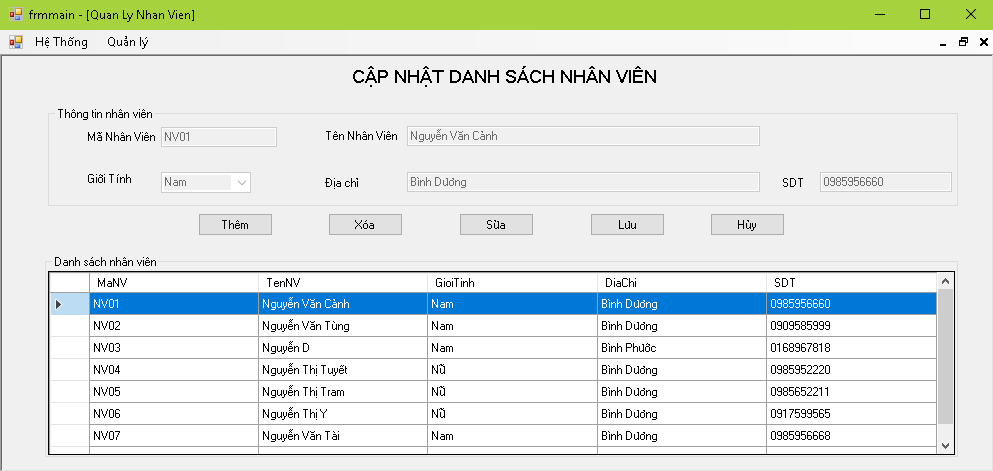 frmmain - [Quan Ly Nhan Vien]
Hệ Thống Quản lý
CẬP NHẬT DANH SÁCH NHÂN VIÊN
Thông tin nhân viên
Mã Nhân Viên NV01 Tên Nhân Viên Nguyễn Văn Cảnh
Giới Tính Nam Địa chỉ Bình Dương SDT 0985956660
Thêm Xóa Sửa Lưu Hủy
Danh sách nhân viên
MaNV TenNV GioiTinh DiaChi SDT
NV01 Nguyễn Văn Cảnh Nam Bình Dương 0985956660
NV02 Nguyễn Văn Tùng Nam Bình Dương 0909585999
NV03 Nguyễn D Nam Bình Phước 0168967818
NV04 Nguyễn Thị Tuyết Nữ Bình Dương 0985952220
NV05 Nguyễn Thị Tram Nữ Bình Dương 0985652211
NV06 Nguyễn Thị Y Nữ Bình Dương 0917599565
NV07 Nguyễn Văn Tài Nam Bình Dương 0985956668